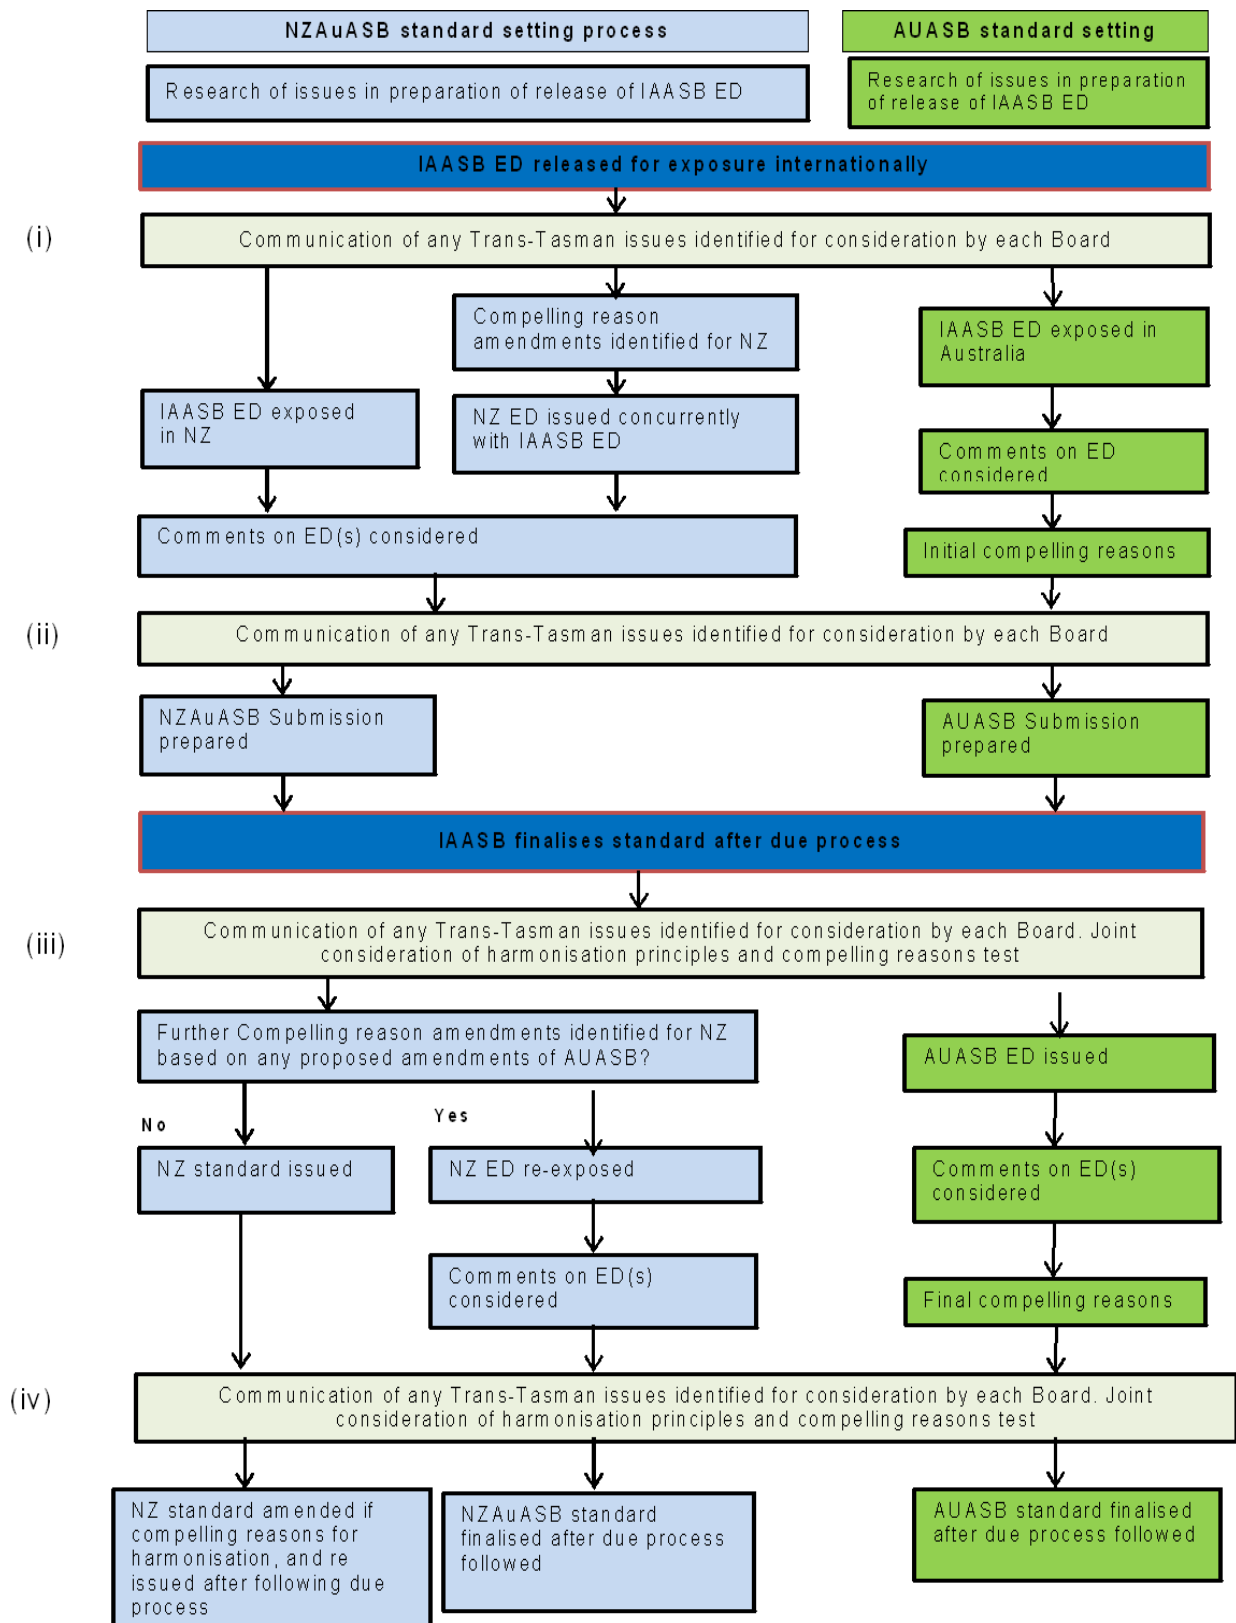 NZAuASB standard setting process
AUASB standard setting
Research of issues in preparation of release of IAASB ED
Research of issues in preparation
of release of IAASB ED
IAASB ED released for exposure internationally
(i)
Communication of any Trans-Tasman issues identified for consideration by each Board
Compelling reason
amendments identified for NZ
IAASB ED exposed in
Australia
IAASB ED exposed
in NZ
NZ ED issued concurrently
with IAASB ED
Comments on ED
considered
Comments on ED(s) considered
Initial compelling reasons
(ii)
Communication of any Trans-Tasman issues identified for consideration by each Board
NZAuASB Submission
prepared
AUASB Submission
prepared
IAASB finalises standard after due process
(iii)
Communication of any Trans-Tasman issues identified for consideration by each Board. Joint
consideration of harmonisation principles and compelling reasons test
Further Compelling reason amendments identified for NZ
based on any proposed amendments of AUASB?
AUASB ED issued
No
Yes
NZ standard issued
NZ ED re-exposed
Comments on ED(s)
considered
Comments on ED(s)
considered
Final compelling reasons
(iv)
Communication of any Trans-Tasman issues identified for consideration by each Board. Joint
consideration of harmonisation principles and compelling reasons test
NZ standard amended if
compelling reasons for
harmonisation, and re
issued after following due
process
NZAuASB standard
finalised after due process
followed
AUASB standard finalised
after due process followed